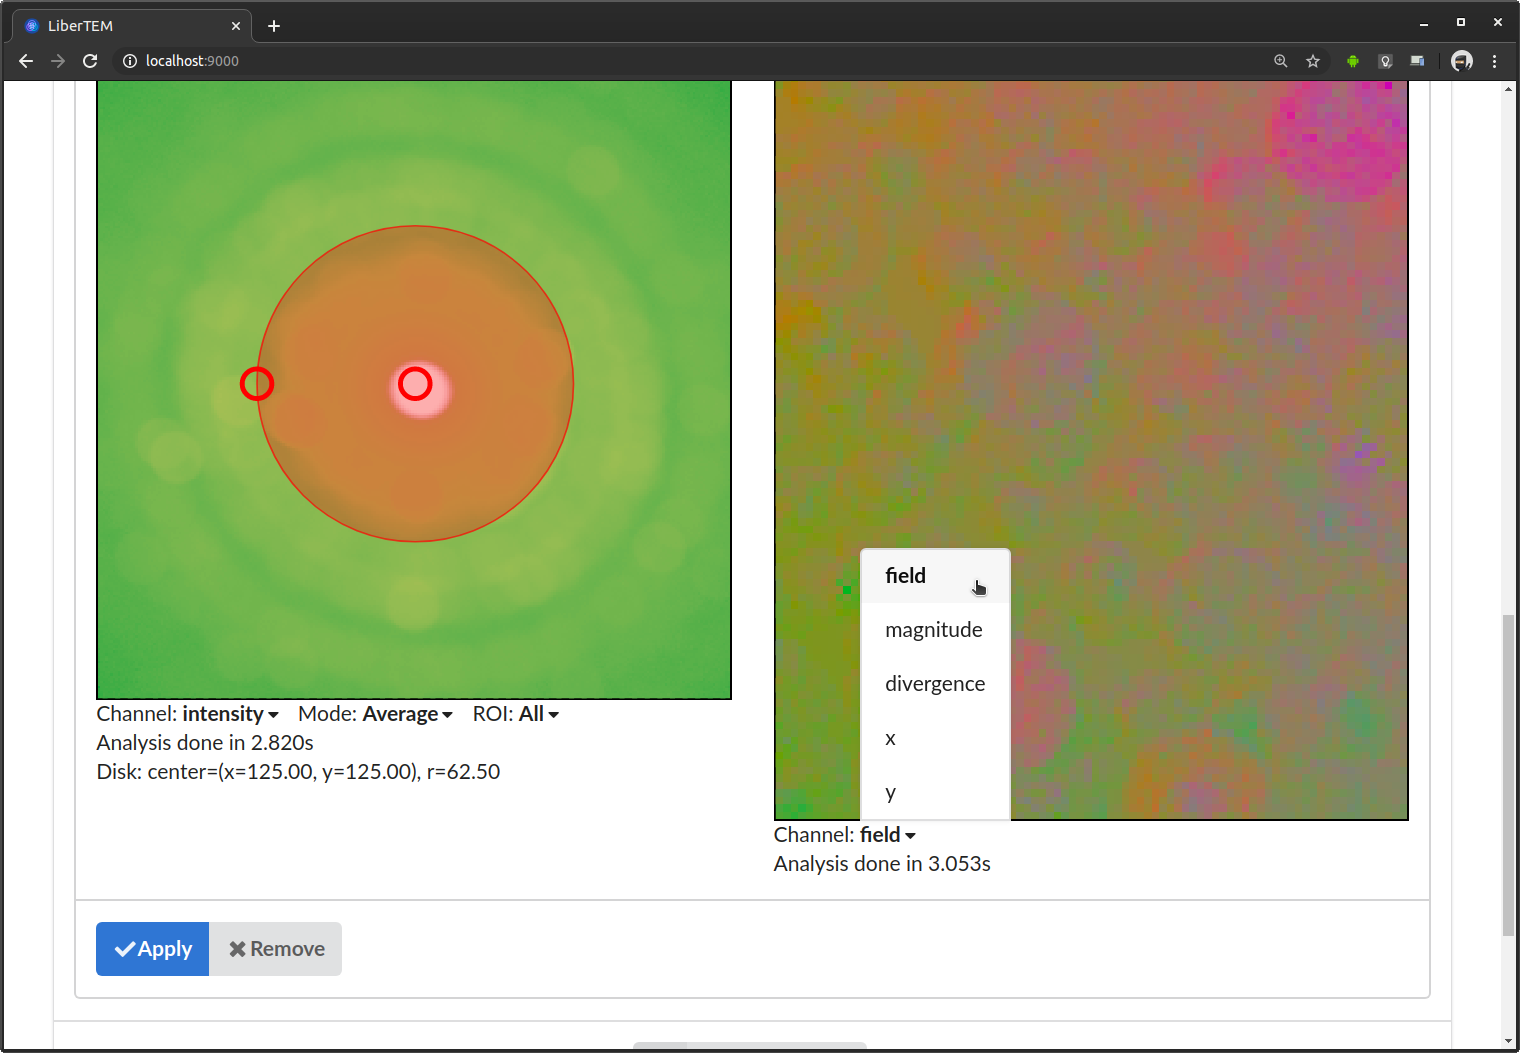 LiberTEM
localhost:9000
Channel: intensity Mode: Average ROI: All
Analysis done in 2.820s
Disk: center=(x=125.00, y=125.00), r=62.50
field
magnitude
divergence
x
y
Channel: field
Analysis done in 3.053s
Apply Remove